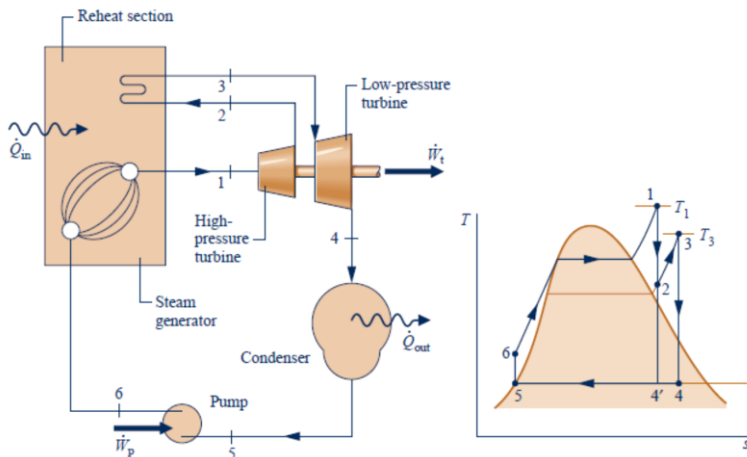 Reheat section
3
2
Low-pressure
turbine
Q̇in
Ẇt
1
High-
pressure
turbine
4
Steam
generator
Condenser
Q̇out
6
Pump
Ẇp
5
T
1
T1
3
T3
2
6
5
4′
4
s